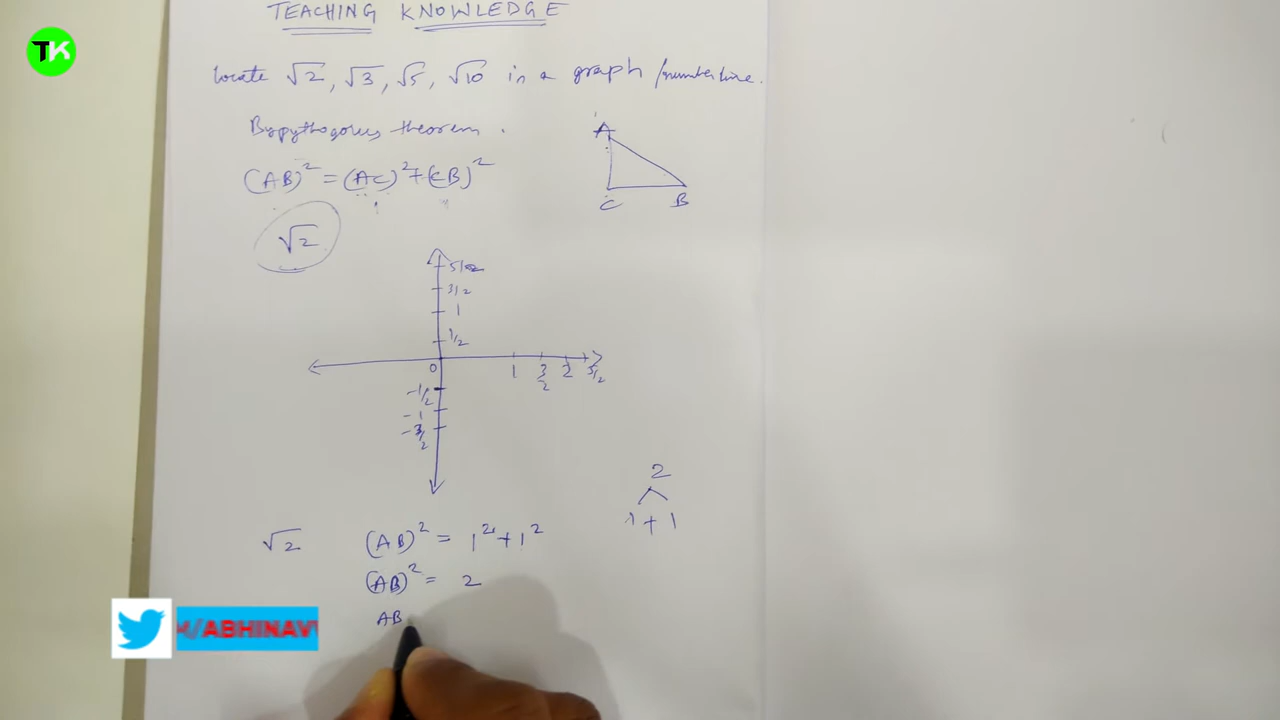 TEACHING KNOWLEDGE
TK
locate √2, √3, √5, √10 in a graph /numberline.
By pythogorus theorem.
A
(AB)² = (AC)² + (CB)²
C B
√2
5/2
3/2
1
1/2
0 1 3/2 2 5/2
-1/2
-1
-3/2
2
1 + 1
√2 (AB)² = 1² + 1²
(AB)² = 2
AB
/ABHINAV